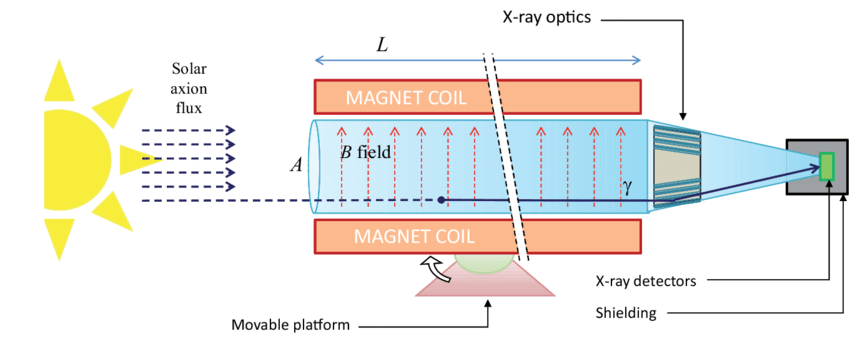 X-ray optics
L
Solar
axion
flux
MAGNET COIL
B field
A
γ
MAGNET COIL
X-ray detectors
Shielding
Movable platform